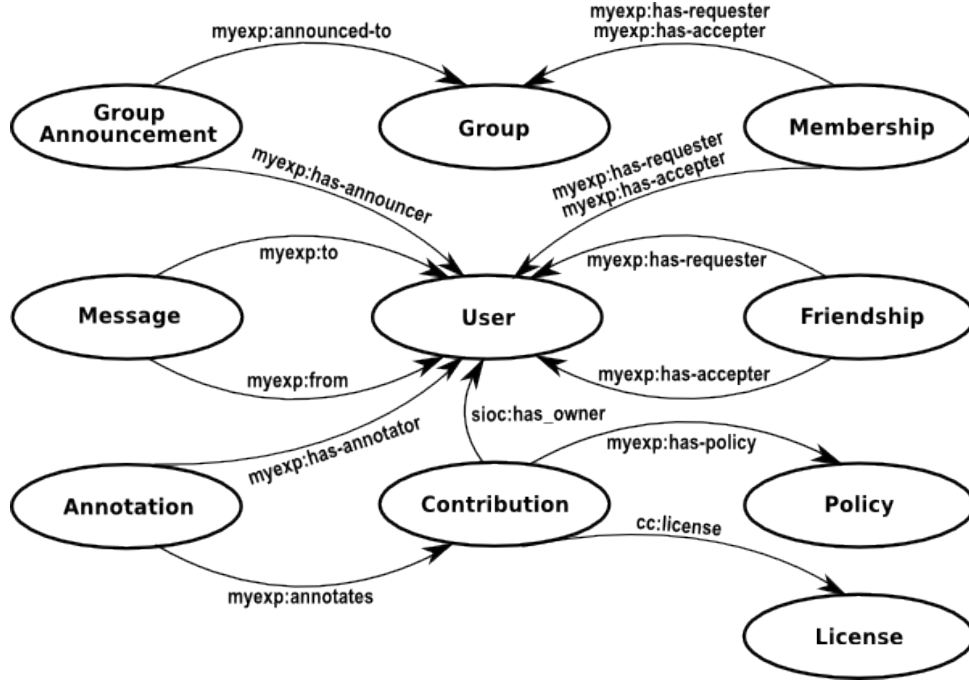 myexp:has-requester
myexp:announced-to
myexp:has-accepter
Group
Announcement
Group
Membership
myexp:has-announcer
myexp:has-requester
myexp:has-accepter
myexp:to
myexp:has-requester
Message
User
Friendship
myexp:from
myexp:has-accepter
sioc:has_owner
myexp:has-annotator
myexp:has-policy
Annotation
Contribution
Policy
cc:license
myexp:annotates
License